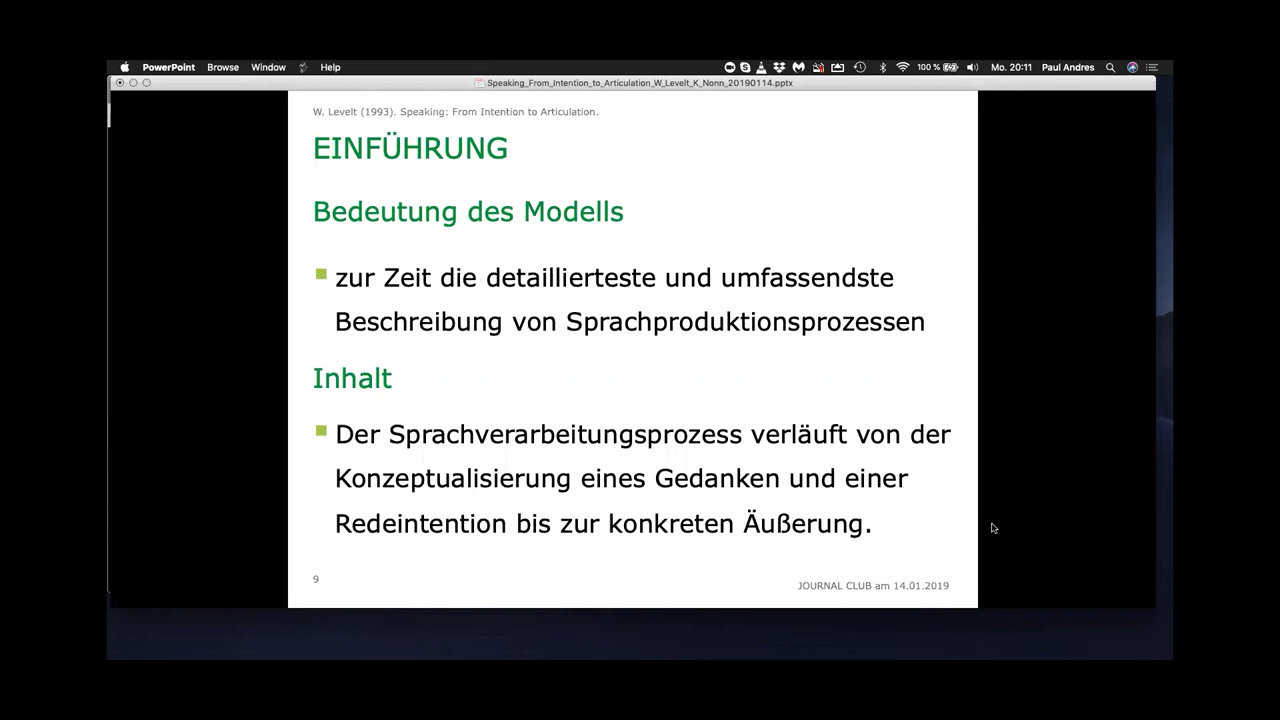 PowerPoint Browse Window Help 100 % Mo. 20:11 Paul Andres
Speaking_From_Intention_to_Articulation_W_Levelt_K_Nonn_20190114.pptx
W. Levelt (1993). Speaking: From Intention to Articulation.
EINFÜHRUNG
Bedeutung des Modells
zur Zeit die detaillierteste und umfassendste
Beschreibung von Sprachproduktionsprozessen
Inhalt
Der Sprachverarbeitungsprozess verläuft von der
Konzeptualisierung eines Gedanken und einer
Redeintention bis zur konkreten Äußerung.
9
JOURNAL CLUB am 14.01.2019